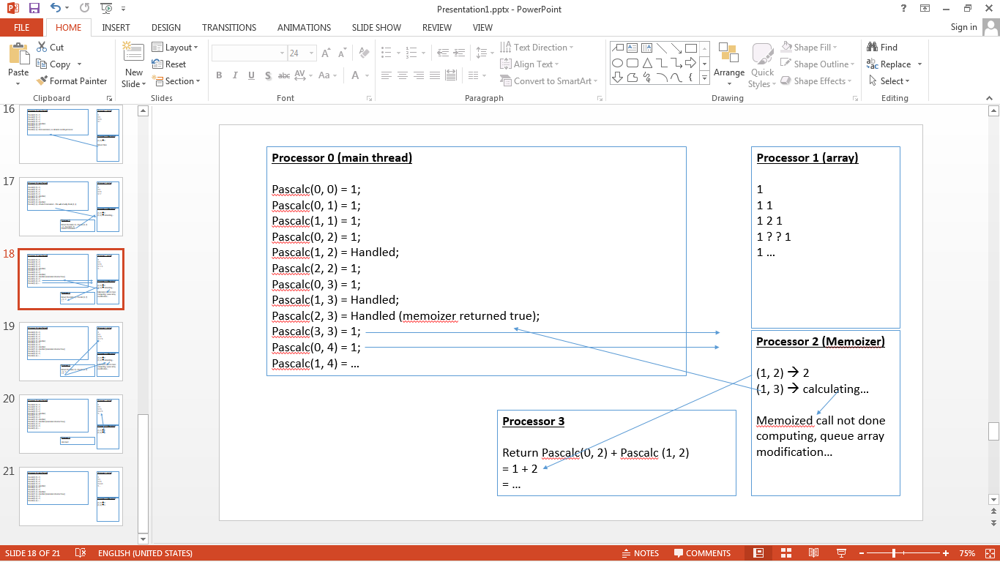 Presentation1.pptx - PowerPoint
?
FILE
HOME
INSERT
DESIGN
TRANSITIONS
ANIMATIONS
SLIDE SHOW
REVIEW
VIEW
Sign in
Paste
Cut
Copy
Format Painter
Clipboard
New Slide
Layout
Reset
Section
Slides
24
B I U S abc AV Aa A
Font
Text Direction
Align Text
Convert to SmartArt
Paragraph
Arrange
Quick Styles
Shape Fill
Shape Outline
Shape Effects
Drawing
Find
Replace
Select
Editing
16
17
18
19
20
21
Processor 0 (main thread)
Pascalc(0, 0) = 1;
Pascalc(0, 1) = 1;
Pascalc(1, 1) = 1;
Pascalc(0, 2) = 1;
Pascalc(1, 2) = Handled;
Pascalc(2, 2) = 1;
Pascalc(0, 3) = 1;
Pascalc(1, 3) = Handled;
Pascalc(2, 3) = Handled (memoizer returned true);
Pascalc(3, 3) = 1;
Pascalc(0, 4) = 1;
Pascalc(1, 4) = ...
Processor 1 (array)
1
1 1
1 2 1
1 ? ? 1
1 ...
Processor 2 (Memoizer)
(1, 2) → 2
(1, 3) → calculating...
Memoized call not done
computing, queue array
modification...
Processor 3
Return Pascalc(0, 2) + Pascalc (1, 2)
= 1 + 2
= ...
SLIDE 18 OF 21
ENGLISH (UNITED STATES)
NOTES
COMMENTS
75%